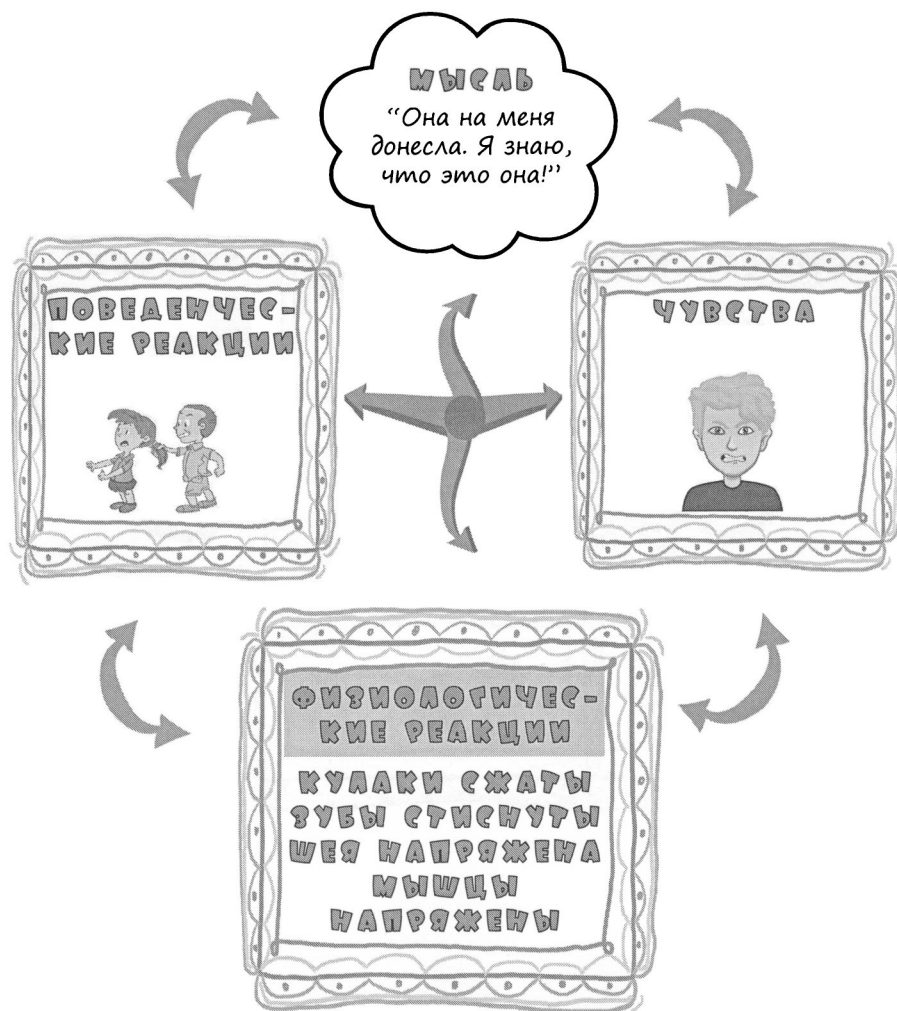 МЫСЛЬ
“Она на меня
донесла. Я знаю,
что это она!”
ПОВЕДЕНЧЕС-
КИЕ РЕАКЦИИ
ЧУВСТВА
ФИЗИОЛОГИЧЕС-
КИЕ РЕАКЦИИ
КУЛАКИ СЖАТЫ
ЗУБЫ СТИСНУТЫ
ШЕЯ НАПРЯЖЕНА
МЫШЦЫ
НАПРЯЖЕНЫ